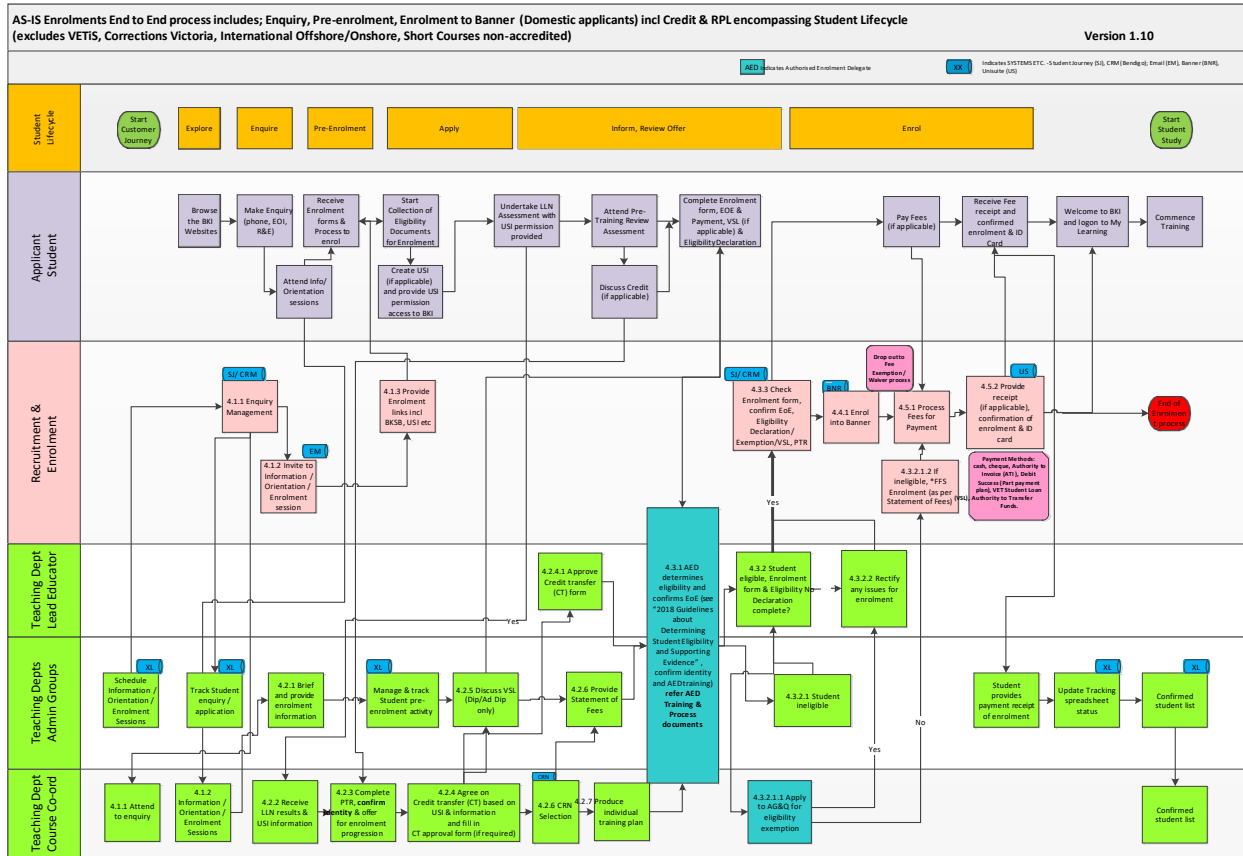 AS-IS Enrolments End to End process includes; Enquiry, Pre-enrolment, Enrolment to Banner (Domestic applicants) incl Credit & RPL encompassing Student Lifecycle
(excludes VETiS, Corrections Victoria, International Offshore/Onshore, Short Courses non-accredited)
Version 1.10
AED Indicates Authorised Enrolment Delegate
XX
Indicates SYSTEMS ETC. -Student Journey (SJ), CRM (Bendigo); Email (EM), Banner (BNR),
Unisuite (US)
Student
Lifecycle
Start
Customer
Journey
Explore
Enquire
Pre-Enrolment
Apply
Inform, Review Offer
Enrol
Start
Student
Study
Applicant
Student
Browse
the BKI
Websites
Make Enquiry
(phone, EOI,
R&E)
Receive
Enrolment
forms &
Process to
enrol
Start
Collection of
Eligibility
Documents
for Enrolment
Undertake LLN
Assessment with
USI permission
provided
Attend Pre-
Training Review
Assessment
Complete Enrolment
form, EOE &
Payment, VSL (if
applicable) &
Eligibility Declaration
Pay Fees
(if applicable)
Receive Fee
receipt and
confirmed
enrolment & ID
Card
Welcome to BKI
and logon to My
Learning
Commence
Training
Attend Info/
Orientation
sessions
Create USI
(if applicable)
and provide USI
permission
access to BKI
Discuss Credit
(if applicable)
Recruitment &
Enrolment
SJ/ CRM
4.1.1 Enquiry
Management
EM
4.1.2 Invite to
Information /
Orientation /
Enrolment
session
4.1.3 Provide
Enrolment
links incl
BKSB, USI etc
SJ/ CRM
4.3.3 Check
Enrolment form,
confirm EoE,
Eligibility
Declaration/
Exemption/VSL, PTR
BNR
4.4.1 Enrol
into Banner
Drop out to
Fee
Exemption /
Waiver process
4.5.1 Process
Fees for
Payment
US
4.5.2 Provide
receipt
(if applicable),
confirmation of
enrolment & ID
card
End of
Enrolmen
t process
4.3.2.1.2 If
ineligible, *FFS
Enrolment (as per
Statement of Fees)
Payment Methods:
cash, cheque, Authority to
Invoice (ATI), Debit
Success (Part payment
plan), VET Student Loan
(VSL), Authority to Transfer
Funds.
Yes
Teaching Dept
Lead Educator
4.2.4.1 Approve
Credit transfer
(CT) form
Yes
4.3.1 AED
determines
eligibility and
confirms EoE (see
"2018 Guidelines
about
Determining
Student Eligibility
and Supporting
Evidence" ,
confirm identity
and AED training)
refer AED
Training &
Process
documents
4.3.2 Student
eligible, Enrolment
form & Eligibility
Declaration
complete?
No
4.3.2.2 Rectify
any issues for
enrolment
Teaching Depts
Admin Groups
XL
Schedule
Information /
Orientation /
Enrolment
Sessions
XL
Track Student
enquiry /
application
4.2.1 Brief
and provide
enrolment
information
XL
Manage & track
Student pre-
enrolment activity
4.2.5 Discuss VSL
(Dip/Ad Dip
only)
4.2.6 Provide
Statement of
Fees
4.3.2.1 Student
ineligible
No
Yes
Student
provides
payment receipt
of enrolment
XL
Update Tracking
spreadsheet
status
XL
Confirmed
student list
Teaching Dept
Course Co-ord
4.1.1 Attend
to enquiry
4.1.2
Information /
Orientation /
Enrolment
Sessions
4.2.2 Receive
LLN results &
USI information
4.2.3 Complete
PTR, confirm
identity & offer
for enrolment
progression
4.2.4 Agree on
Credit transfer (CT) based on
USI & information
and fill in
CT approval form (if required)
CRN
4.2.6 CRN
Selection
4.2.7 Produce
individual
training plan
4.3.2.1.1 Apply
to AG&Q for
eligibility
exemption
Confirmed
student list